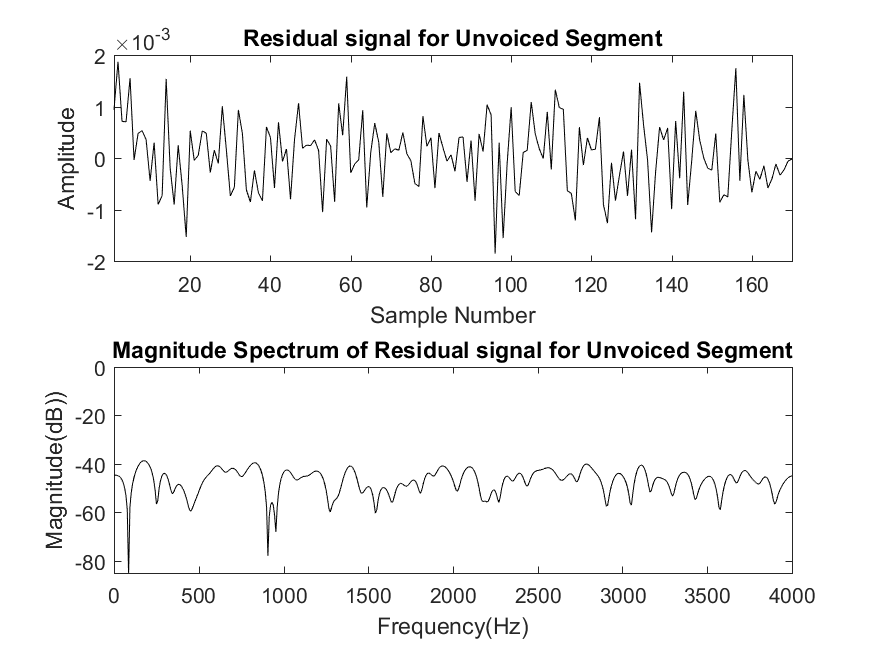 ×10-3
Residual signal for Unvoiced Segment
2
1
0
-1
-2
Amplitude
20 40 60 80 100 120 140 160
Sample Number
Magnitude Spectrum of Residual signal for Unvoiced Segment
0
-20
-40
-60
-80
Magnitude(dB))
0 500 1000 1500 2000 2500 3000 3500 4000
Frequency(Hz)